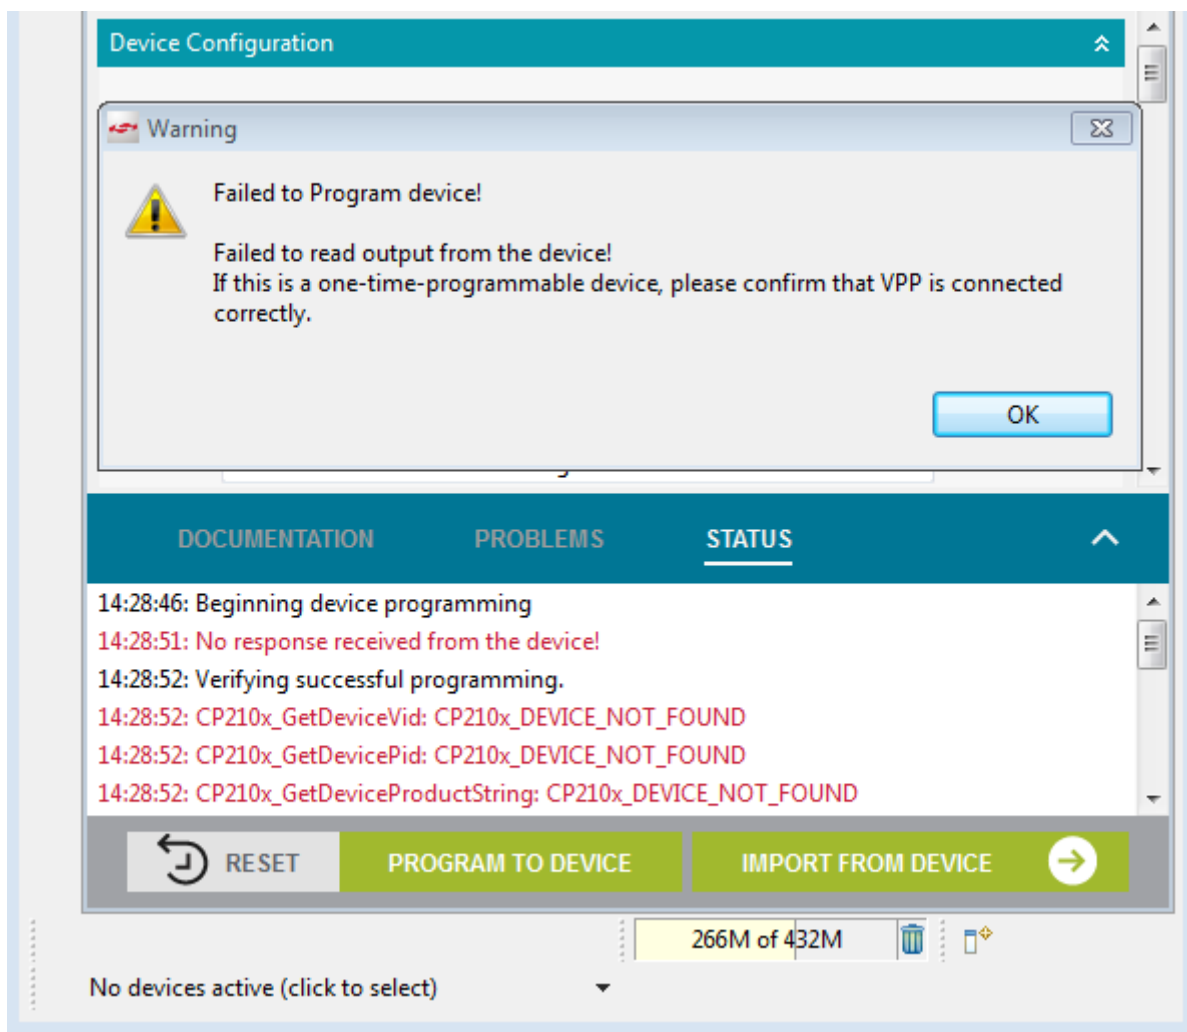 Device Configuration
Warning
Failed to Program device!
Failed to read output from the device!
If this is a one-time-programmable device, please confirm that VPP is connected
correctly.
OK
DOCUMENTATION PROBLEMS STATUS
14:28:46: Beginning device programming
14:28:51: No response received from the device!
14:28:52: Verifying successful programming.
14:28:52: CP210x_GetDeviceVid: CP210x_DEVICE_NOT_FOUND
14:28:52: CP210x_GetDevicePid: CP210x_DEVICE_NOT_FOUND
14:28:52: CP210x_GetDeviceProductString: CP210x_DEVICE_NOT_FOUND
RESET PROGRAM TO DEVICE IMPORT FROM DEVICE
266M of 432M
No devices active (click to select)